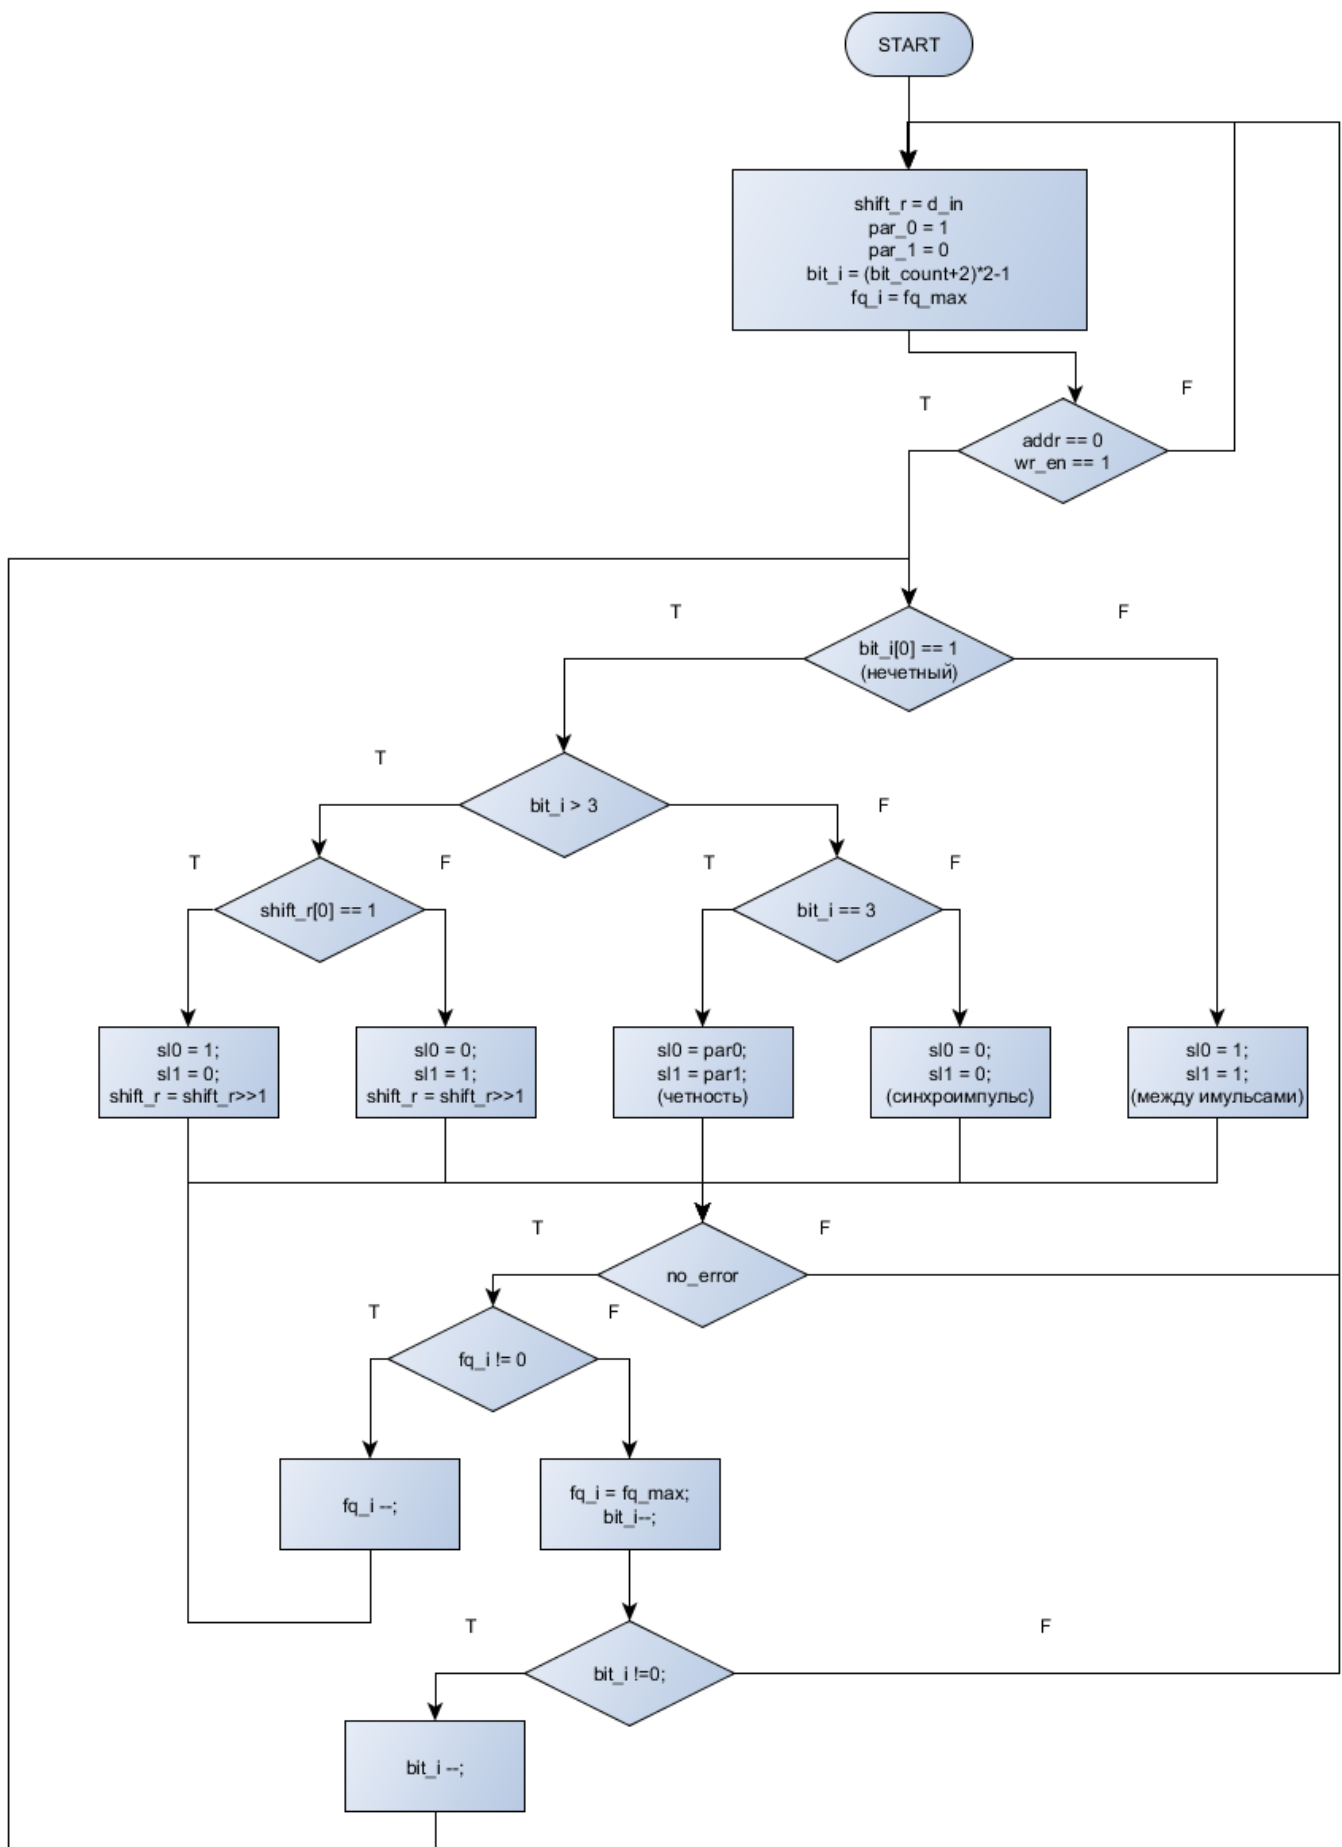 START
shift_r = d_in
par_0 = 1
par_1 = 0
bit_i = (bit_count+2)*2-1
fq_i = fq_max
T
F
addr == 0
wr_en == 1
T
F
bit_i[0] == 1
(нечетный)
T
bit_i > 3
F
T
F
T
F
shift_r[0] == 1
bit_i == 3
sl0 = 1;
sl1 = 0;
shift_r = shift_r>>1
sl0 = 0;
sl1 = 1;
shift_r = shift_r>>1
sl0 = par0;
sl1 = par1;
(четность)
sl0 = 0;
sl1 = 0;
(синхроимпульс)
sl0 = 1;
sl1 = 1;
(между имульсами)
T
F
no_error
T
F
fq_i != 0
fq_i --;
fq_i = fq_max;
bit_i--;
T
F
bit_i !=0;
bit_i --;